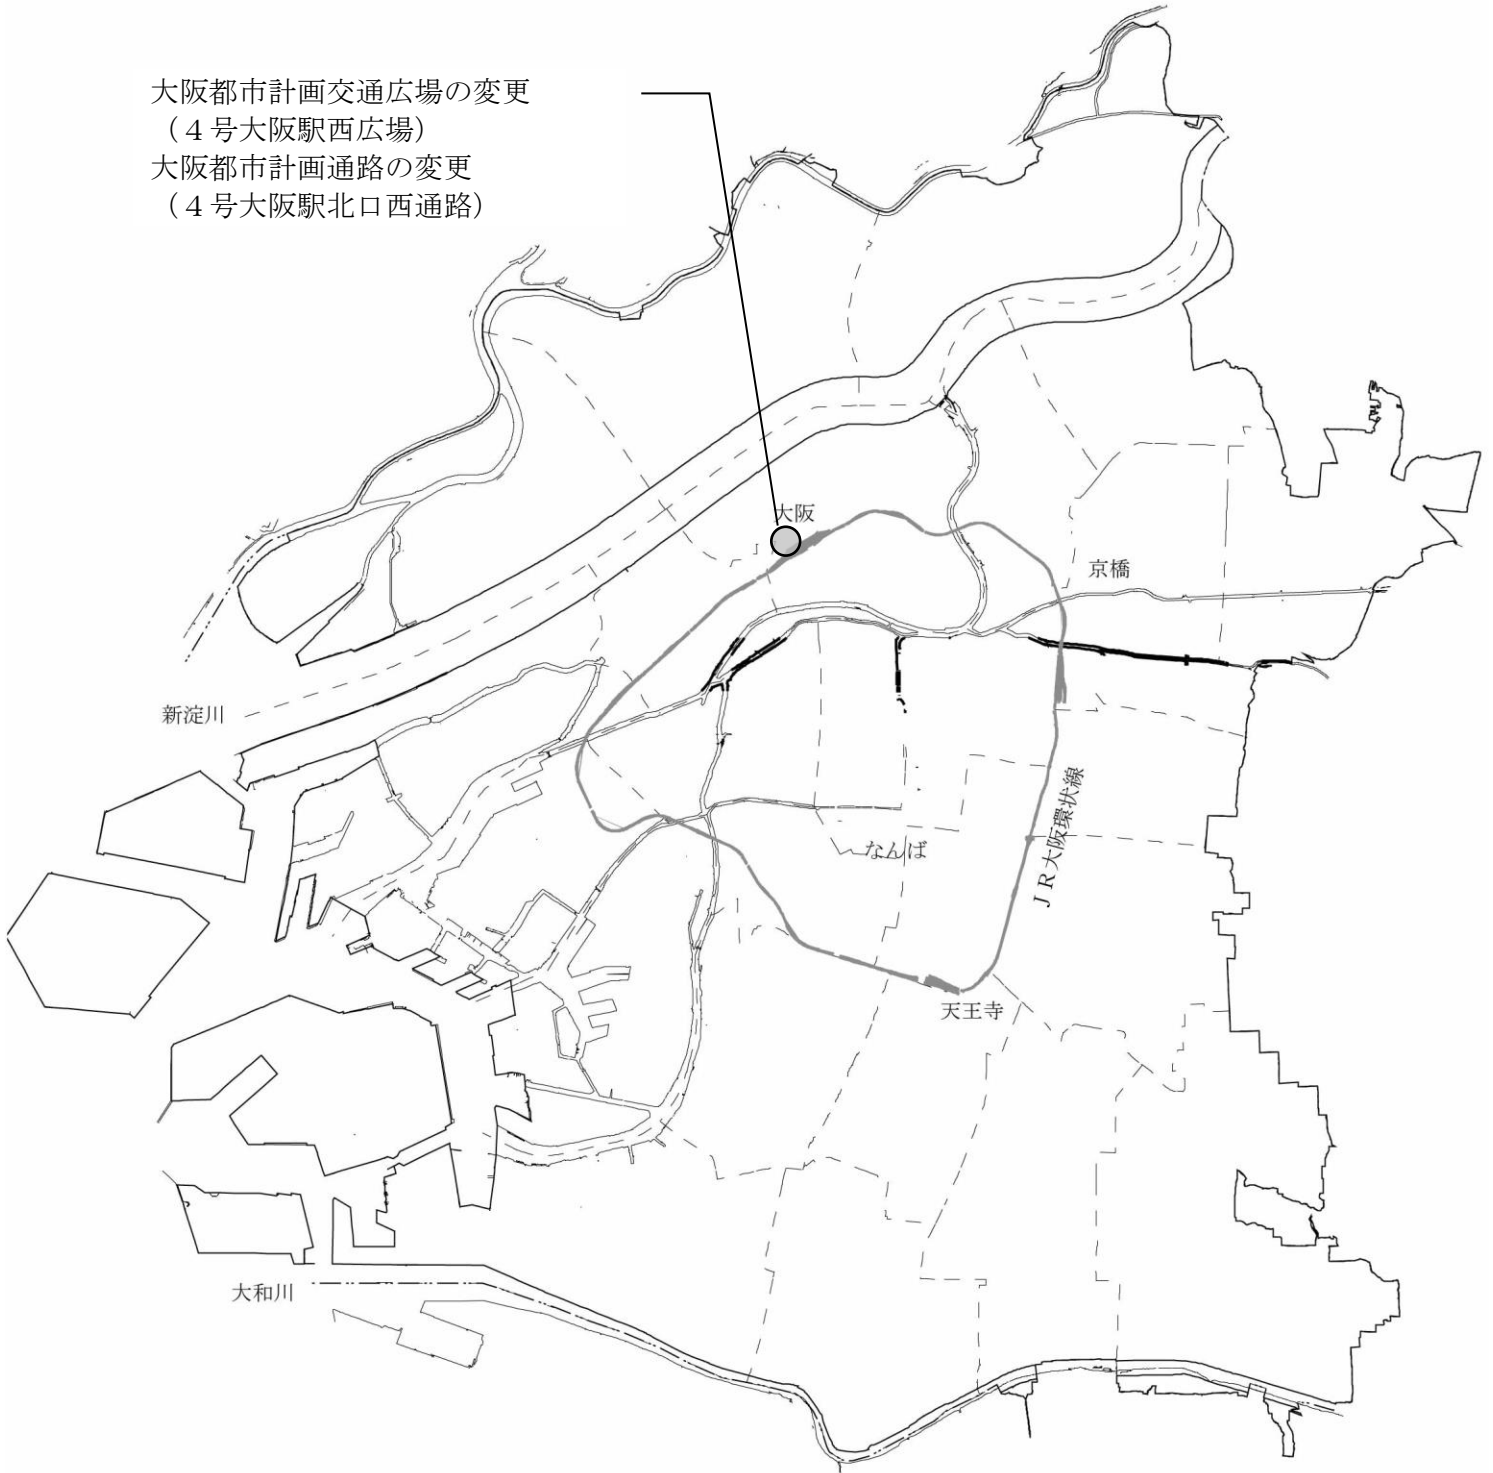 大阪都市計画交通広場の変更
（４号大阪駅西広場）
大阪都市計画通路の変更
（４号大阪駅北口西通路）
大阪
京橋
新淀川
ＪＲ大阪環状線
なんば
天王寺
大和川